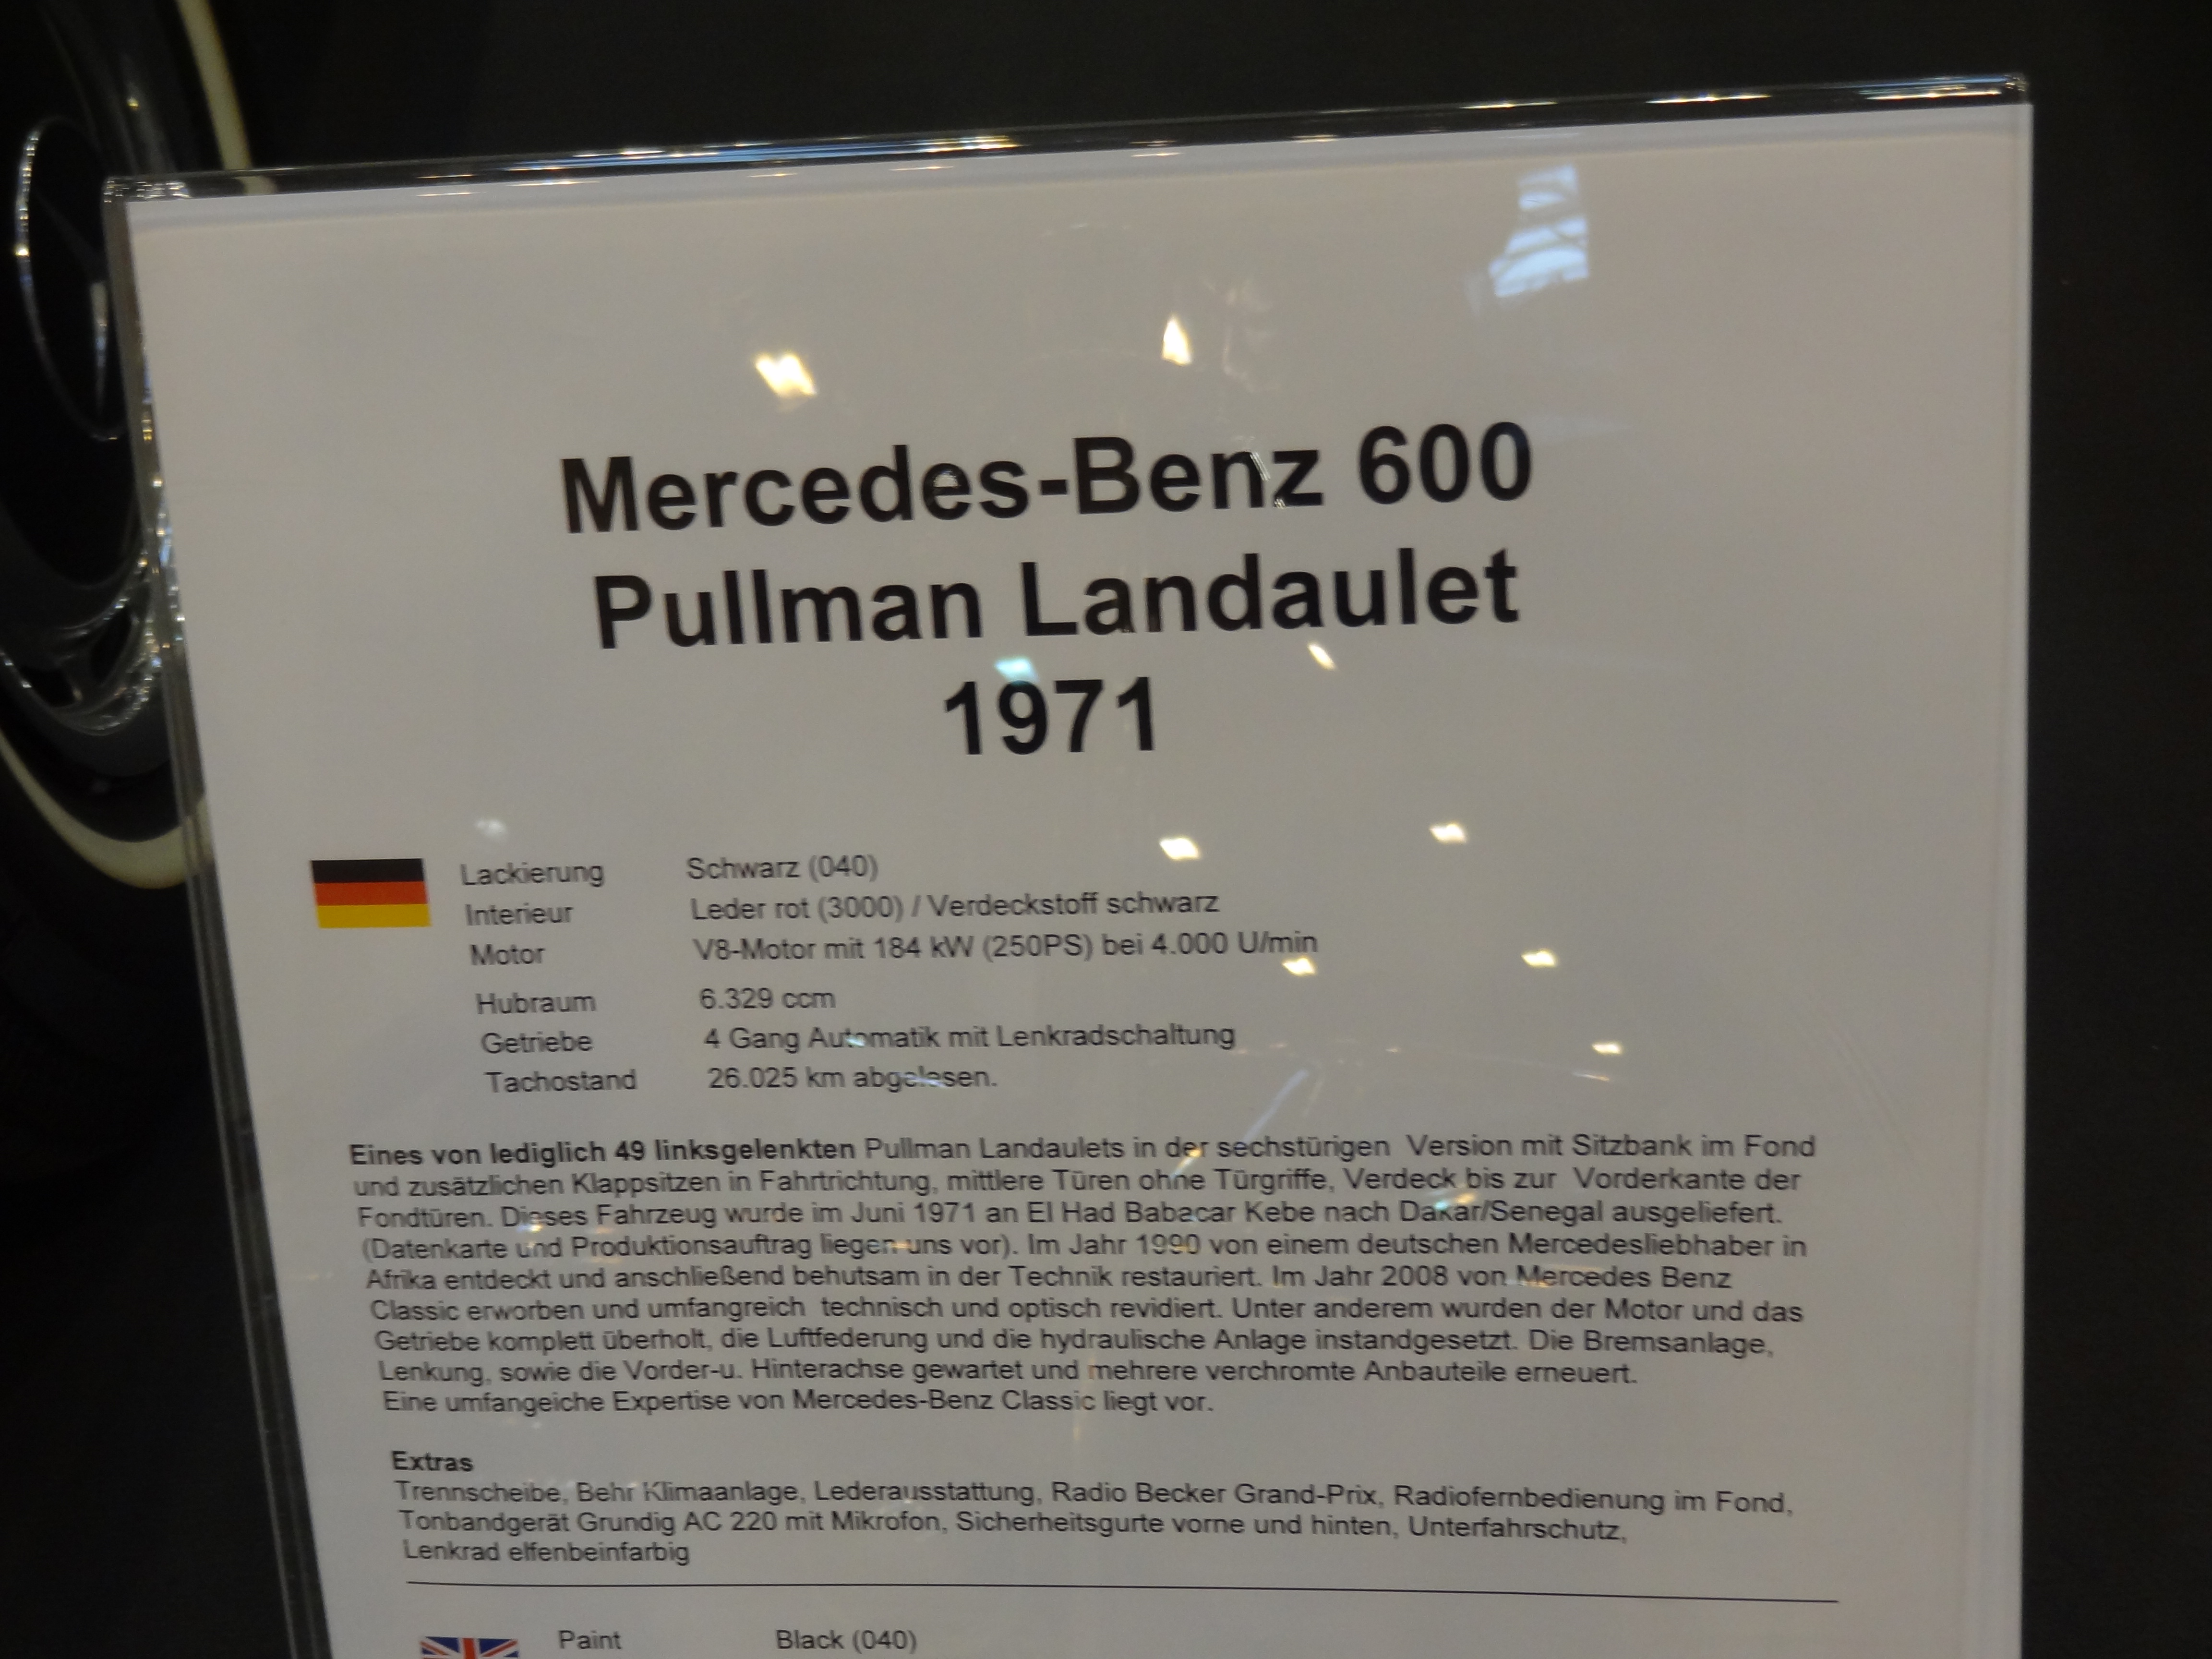 Mercedes-Benz 600
Pullman Landaulet
1971
Lackierung Schwarz (040)
Interieur Leder rot (3000) / Verdeckstoff schwarz
Motor V8-Motor mit 184 kW (250PS) bei 4.000 U/min
Hubraum 6.329 ccm
Getriebe 4 Gang Automatik mit Lenkradschaltung
Tachostand 26.025 km abgelesen.
Eines von lediglich 49 linksgelenkten Pullman Landaulets in der sechstürigen Version mit Sitzbank im Fond
und zusätzlichen Klappsitzen in Fahrtrichtung, mittlere Türen ohne Türgriffe, Verdeck bis zur Vorderkante der
Fondtüren. Dieses Fahrzeug wurde im Juni 1971 an El Had Babacar Kebe nach Dakar/Senegal ausgeliefert.
(Datenkarte und Produktionsauftrag liegen uns vor). Im Jahr 1990 von einem deutschen Mercedesliebhaber in
Afrika entdeckt und anschließend behutsam in der Technik restauriert. Im Jahr 2008 von Mercedes Benz
Classic erworben und umfangreich technisch und optisch revidiert. Unter anderem wurden der Motor und das
Getriebe komplett überholt, die Luftfederung und die hydraulische Anlage instandgesetzt. Die Bremsanlage,
Lenkung, sowie die Vorder-u. Hinterachse gewartet und mehrere verchromte Anbauteile erneuert.
Eine umfangeiche Expertise von Mercedes-Benz Classic liegt vor.
Extras
Trennscheibe, Behr Klimaanlage, Lederausstattung, Radio Becker Grand-Prix, Radiofernbedienung im Fond,
Tonbandgerät Grundig AC 220 mit Mikrofon, Sicherheitsgurte vorne und hinten, Unterfahrschutz,
Lenkrad elfenbeinfarbig
Paint Black (040)